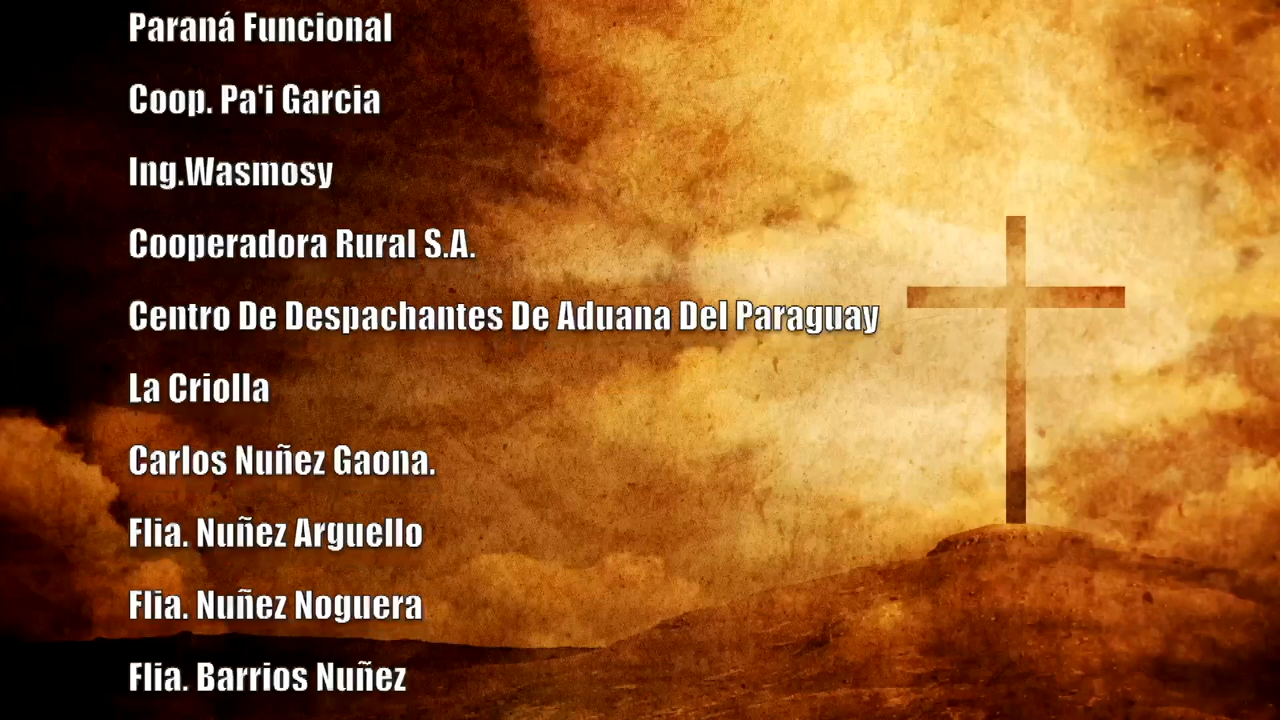 Paraná Funcional
Coop. Pa'i Garcia
Ing.Wasmosy
Cooperadora Rural S.A.
Centro De Despachantes De Aduana Del Paraguay
La Criolla
Carlos Nuñez Gaona.
Flia. Nuñez Arguello
Flia. Nuñez Noguera
Flia. Barrios Nuñez